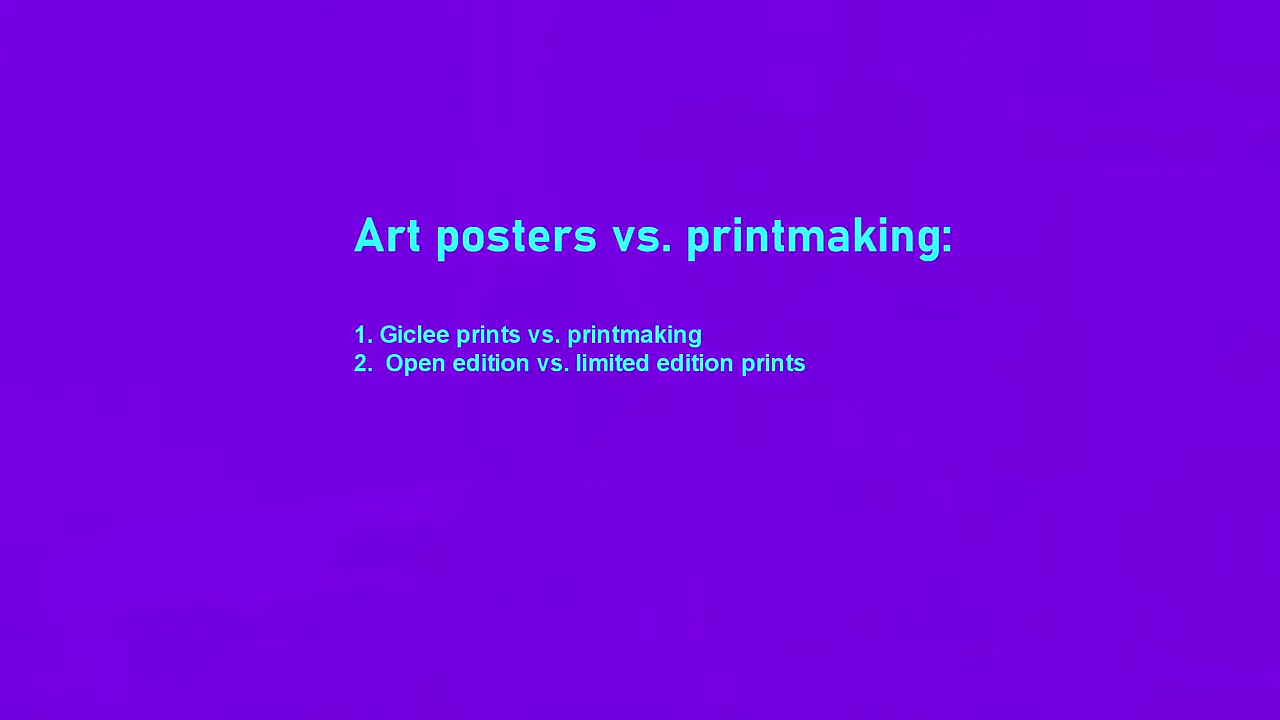 Art posters vs. printmaking:
1. Giclee prints vs. printmaking
2.  Open edition vs. limited edition prints